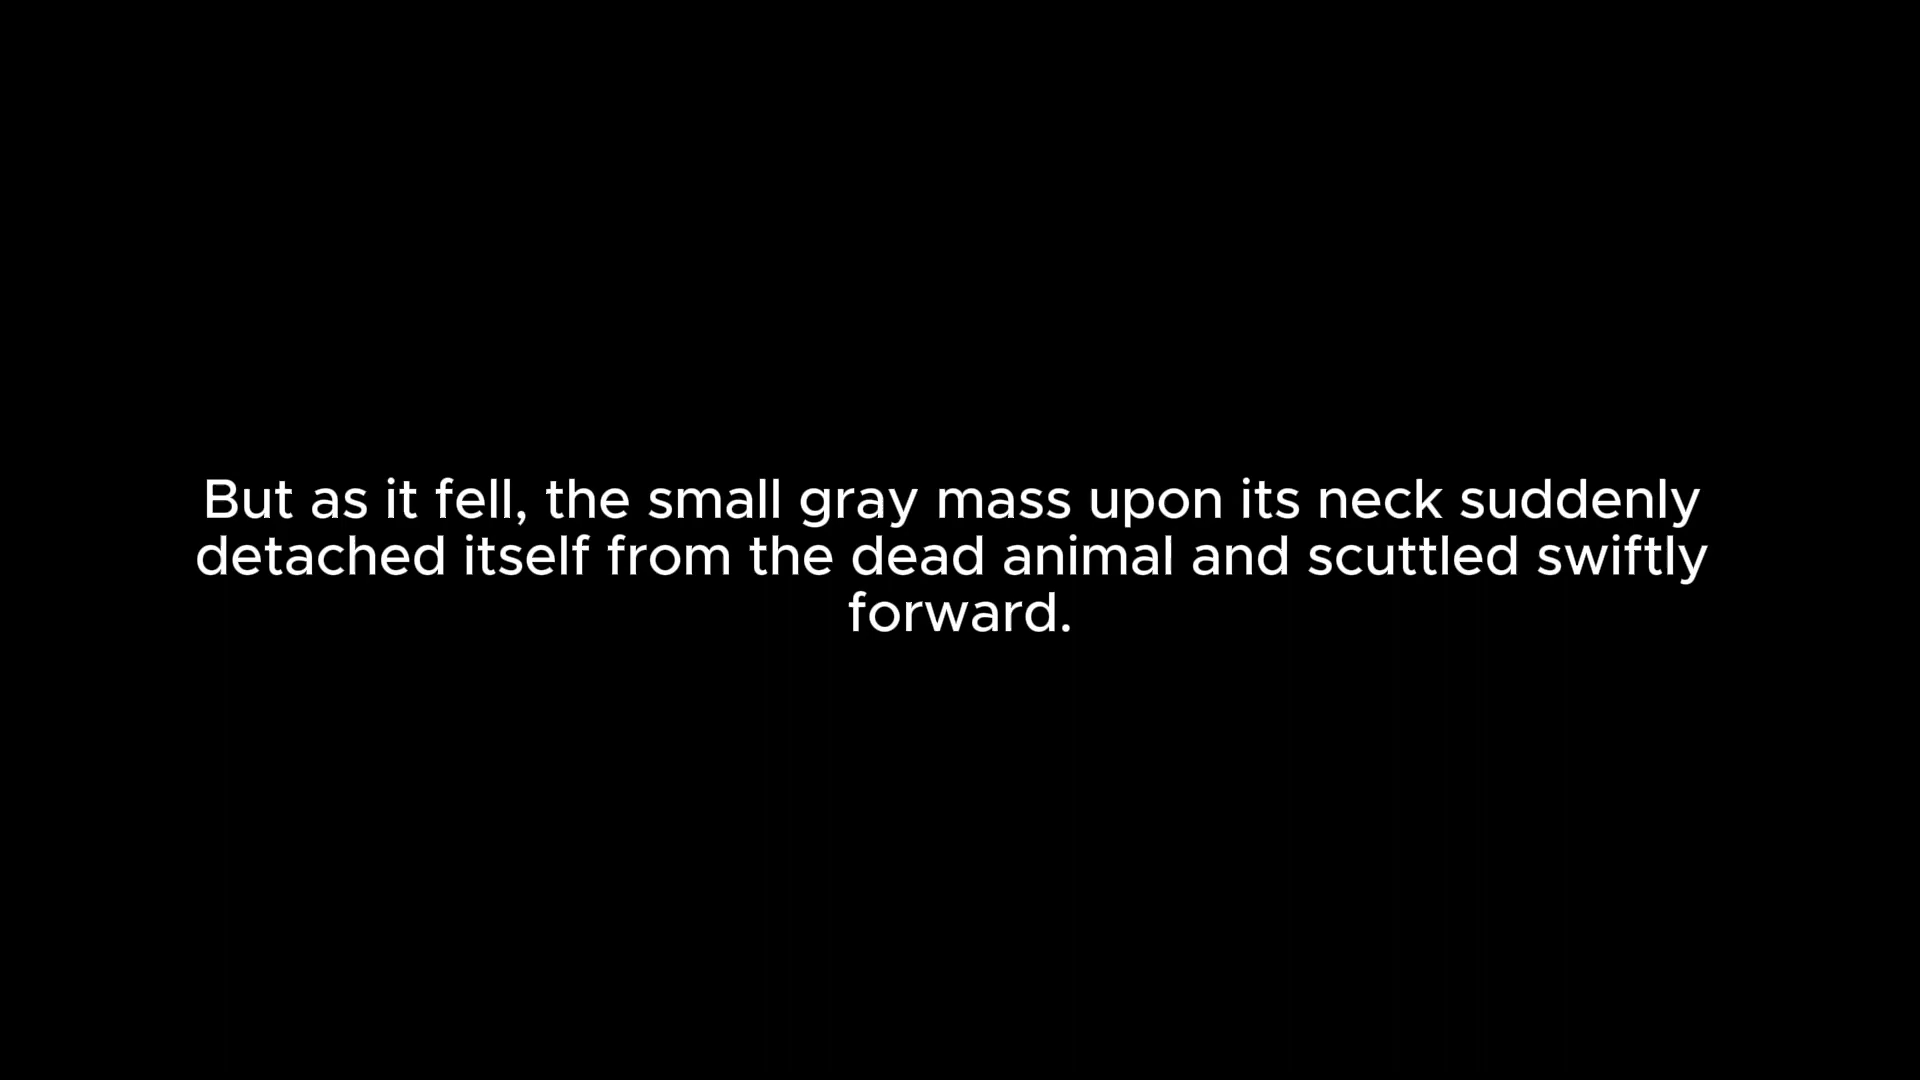 But as it fell, the small gray mass upon its neck suddenly
detached itself from the dead animal and scuttled swiftly
forward.